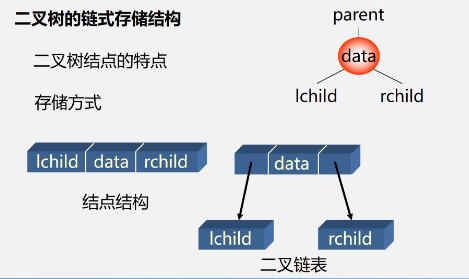 二叉树的链式存储结构
parent
二叉树结点的特点
data
lchild rchild
存储方式
lchild data rchild
data
结点结构
lchild rchild
二叉链表